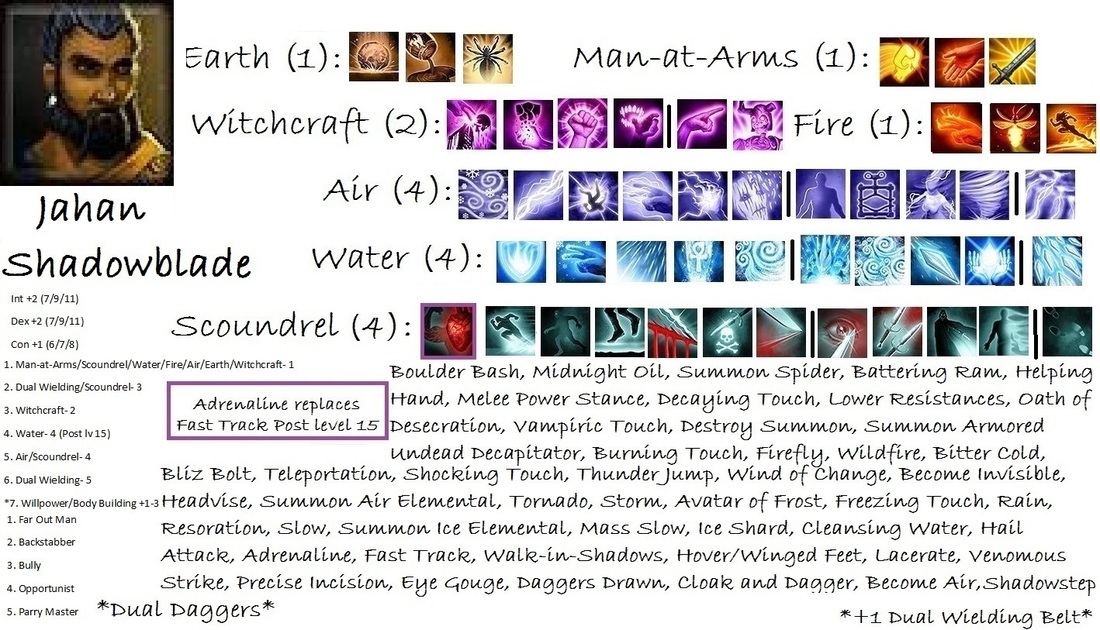 Earth (1):
Man-at-Arms (1):
Witchcraft (2):
Fire (1):
Air (4):
Jahan
Shadowblade
Water (4):
Int +2 (7/9/11)
Dex +2 (7/9/11)
Con +1 (6/7/8)
Scoundrel (4):
1. Man-at-Arms/Scoundrel/Water/Fire/Air/Earth/Witchcraft- 1
2. Dual Wielding/Scoundrel- 3
3. Witchcraft- 2
4. Water- 4 (Post lv 15)
5. Air/Scoundrel- 4
6. Dual Wielding- 5
*7. Willpower/Body Building +1-3
1. Far Out Man
2. Backstabber
3. Bully
4. Opportunist
5. Parry Master
Adrenaline replaces
Fast Track Post level 15
Boulder Bash, Midnight Oil, Summon Spider, Battering Ram, Helping
Hand, Melee Power Stance, Decaying Touch, Lower Resistances, Oath of
Desecration, Vampiric Touch, Destroy Summon, Summon Armored
Undead Decapitator, Burning Touch, Firefly, Wildfire, Bitter Cold,
Bliz Bolt, Teleportation, Shocking Touch, Thunder Jump, Wind of Change, Become Invisible,
Headvise, Summon Air Elemental, Tornado, Storm, Avatar of Frost, Freezing Touch, Rain,
Resoration, Slow, Summon Ice Elemental, Mass Slow, Ice Shard, Cleansing Water, Hail
Attack, Adrenaline, Fast Track, Walk-in-Shadows, Hover/Winged Feet, Lacerate, Venomous
Strike, Precise Incision, Eye Gouge, Daggers Drawn, Cloak and Dagger, Become Air,Shadowstep
*Dual Daggers*
*+1 Dual Wielding Belt*